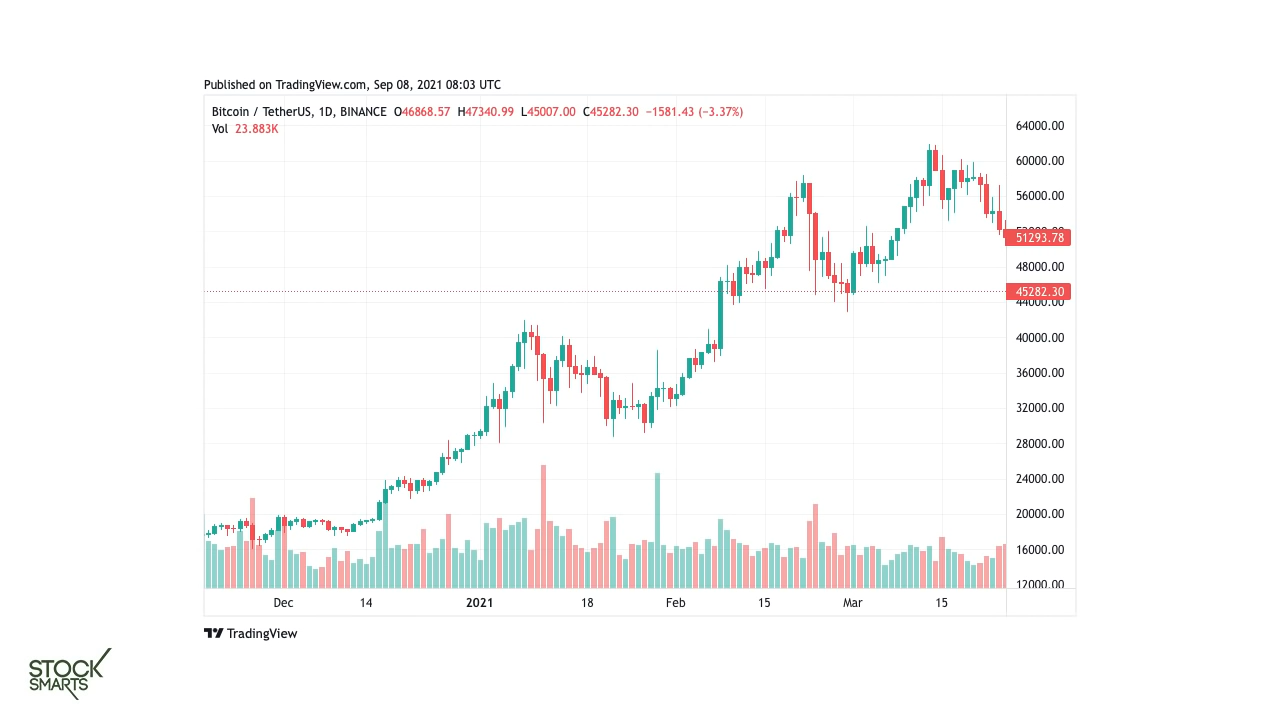 Published on TradingView.com, Sep 08, 2021 08:03 UTC
Bitcoin / TetherUS, 1D, BINANCE O46868.57 H47340.99 L45007.00 C45282.30 −1581.43 (−3.37%)
Vol 23.883K
64000.00
60000.00
56000.00
51293.78
48000.00
45282.30
44000.00
40000.00
36000.00
32000.00
28000.00
24000.00
20000.00
16000.00
12000.00
Dec 14 2021 18 Feb 15 Mar 15
TradingView
STOCK
SMARTS